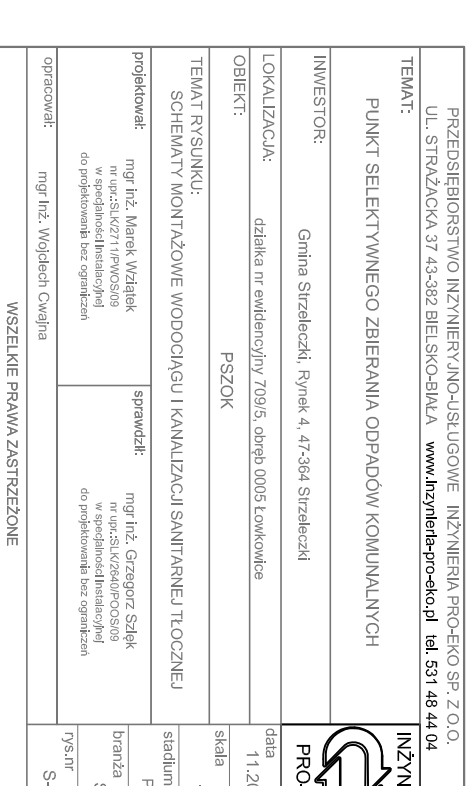 PRZEDSIĘBIORSTWO INŻYNIERYJNO-USŁUGOWE INŻYNIERIA PRO-EKO SP. Z O.O.
UL. STRAŻACKA 37 43-382 BIELSKO-BIAŁA www.inzynieria-pro-eko.pl tel. 531 48 44 04
TEMAT:
PUNKT SELEKTYWNEGO ZBIERANIA ODPADÓW KOMUNALNYCH
INŻYN
PRO-
INWESTOR:
Gmina Strzeleczki, Rynek 4, 47-364 Strzeleczki
LOKALIZACJA:
działka nr ewidencyjny 709/5, obręb 0005 Łowkowice
data
11.20
OBIEKT:
PSZOK
skala
TEMAT RYSUNKU:
SCHEMATY MONTAŻOWE WODOCIĄGU I KANALIZACJI SANITARNEJ TŁOCZNEJ
stadium
P
projektował:
mgr inż. Marek Wziątek
nr upr.:SLK/2711/PWOS/09
w specjalności instalacyjnej
do projektowania bez ograniczeń
sprawdził:
mgr inż. Grzegorz Szlęk
nr upr.:SLK/2640/POOS/09
w specjalności instalacyjnej
do projektowania bez ograniczeń
branża
S
opracował:
mgr inż. Wojciech Cwajna
rys.nr
S-
WSZELKIE PRAWA ZASTRZEŻONE